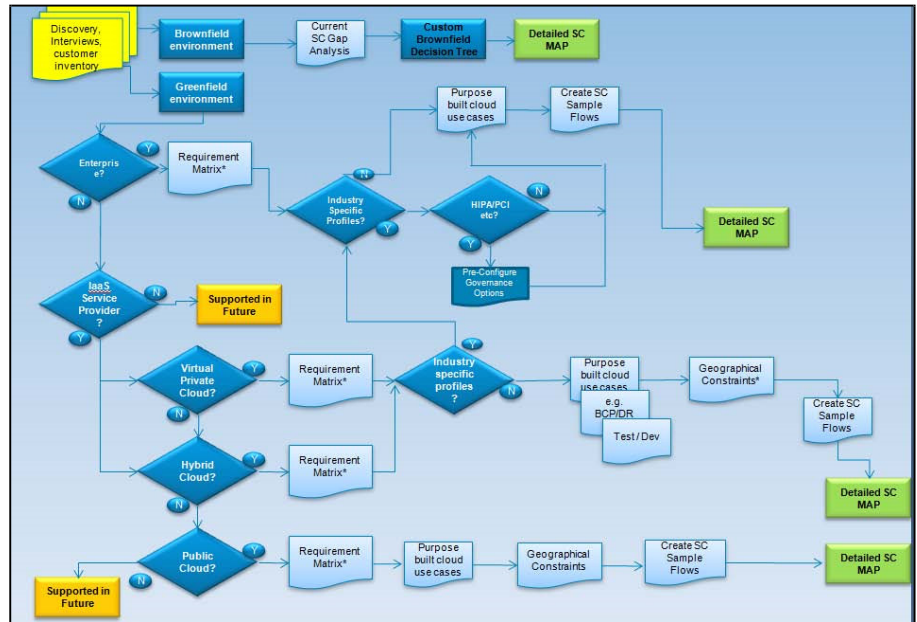 Discovery,
Interviews,
customer
inventory
Brownfield
environment
Current
SC Gap
Analysis
Custom
Brownfield
Decision Tree
Detailed SC
MAP
Greenfield
environment
Enterpris
e?
Y
N
Requirement
Matrix*
Industry
Specific
Profiles?
N
Y
Purpose
built cloud
use cases
Create SC
Sample
Flows
HIPA/PCI
etc?
N
Y
Pre-Configure
Governance
Options
Detailed SC
MAP
IaaS
Service
Provider
?
N
Y
Supported in
Future
Virtual
Private
Cloud?
Y
N
Requirement
Matrix*
Industry
specific
profiles
?
Y
N
Purpose
built cloud
use cases
e.g.
BCP/DR
Test / Dev
Geographical
Constraints*
Create SC
Sample
Flows
Detailed SC
MAP
Hybrid
Cloud?
Y
N
Requirement
Matrix*
Public
Cloud?
Y
N
Requirement
Matrix*
Purpose
built cloud
use cases
Geographical
Constraints
Create SC
Sample
Flows
Detailed SC
MAP
Supported in
Future